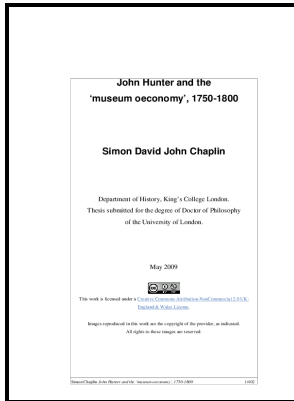 John Hunter and the
'museum oeconomy', 1750-1800
Simon David John Chaplin
Department of History, King's College London.
Thesis submitted for the degree of Doctor of Philosophy
of the University of London.
May 2009
This work is licensed under a Creative Commons Attribution-NonCommercial 2.0 UK:
England & Wales License.
Images reproduced in this work are the copyright of the provider, as indicated.
All rights to these images are reserved.
Simon Chaplin John Hunter and the 'museum oeconomy', 1750-1800